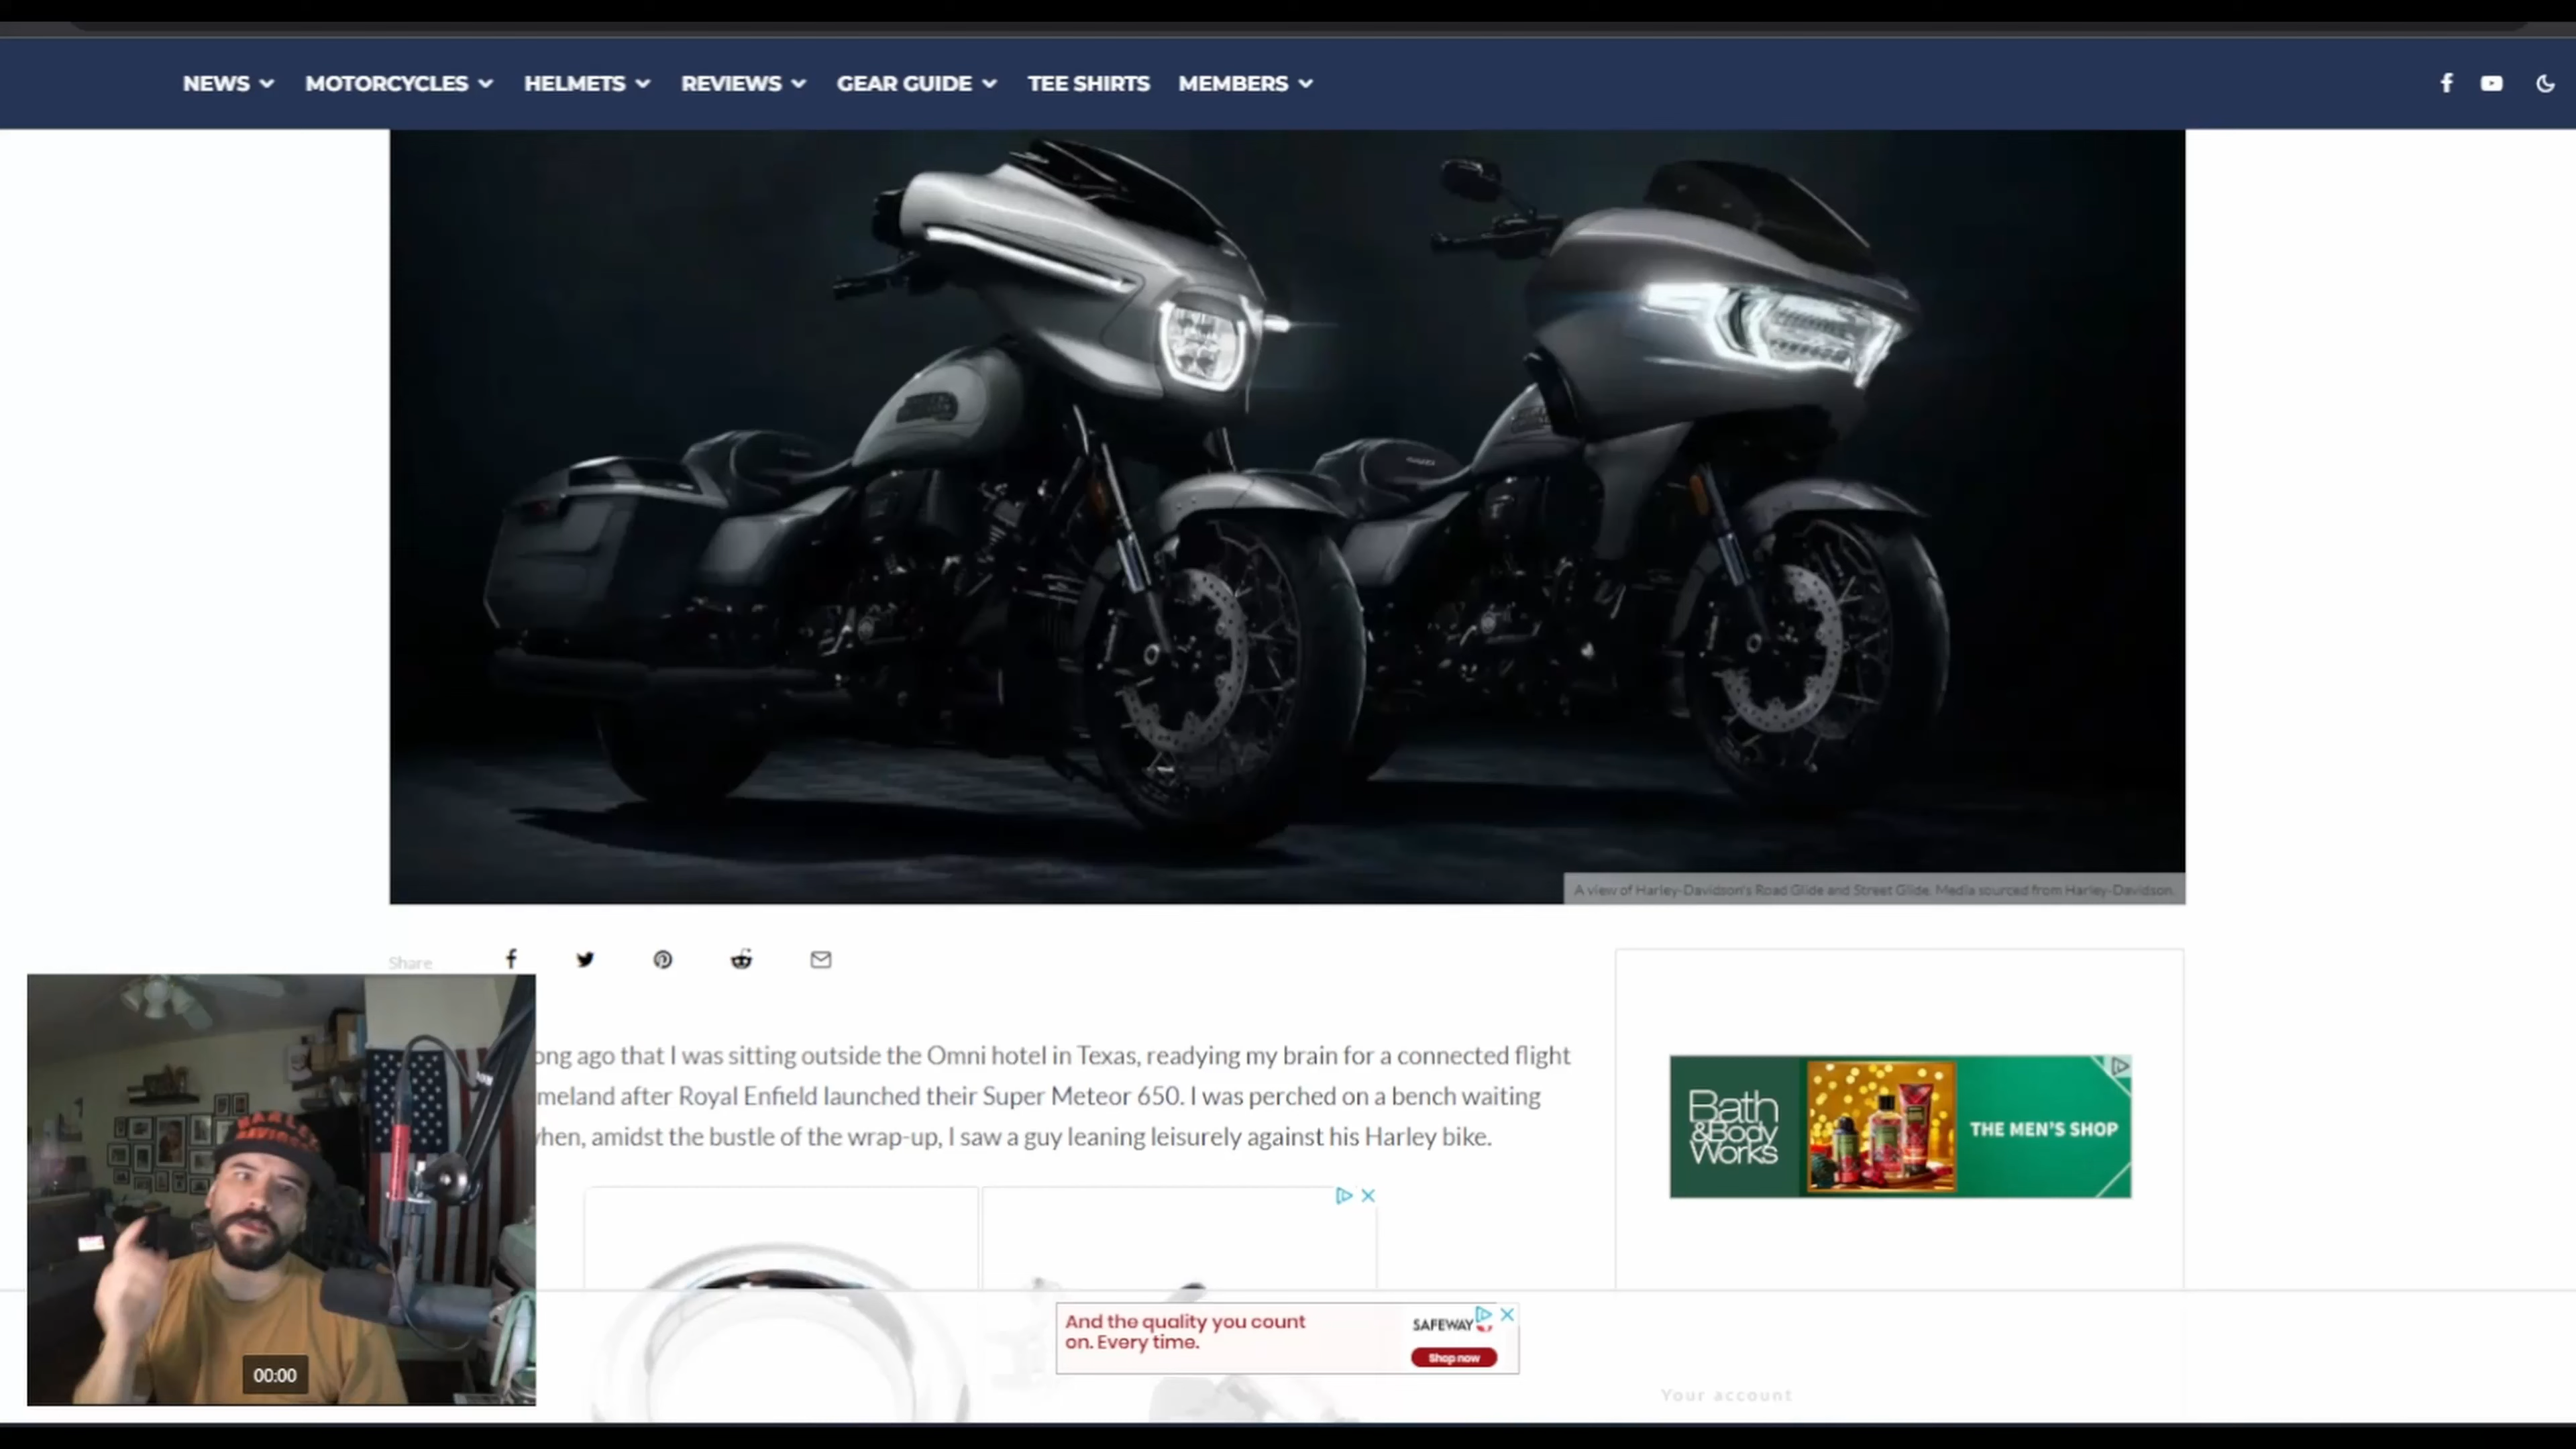 NEWS
MOTORCYCLES
HELMETS
REVIEWS
GEAR GUIDE
TEE SHIRTS
MEMBERS
A view of Harley-Davidson's Road Glide and Street Glide. Media sourced from Harley-Davidson.
Share
ong ago that I was sitting outside the Omni hotel in Texas, readying my brain for a connected flight
meland after Royal Enfield launched their Super Meteor 650. I was perched on a bench waiting
hen, amidst the bustle of the wrap-up, I saw a guy leaning leisurely against his Harley bike.
Bath
&Body
Works
THE MEN'S SHOP
HARLEY
DAVIDSON
00:00
And the quality you count
on. Every time.
SAFEWAY
Shop now
Your account